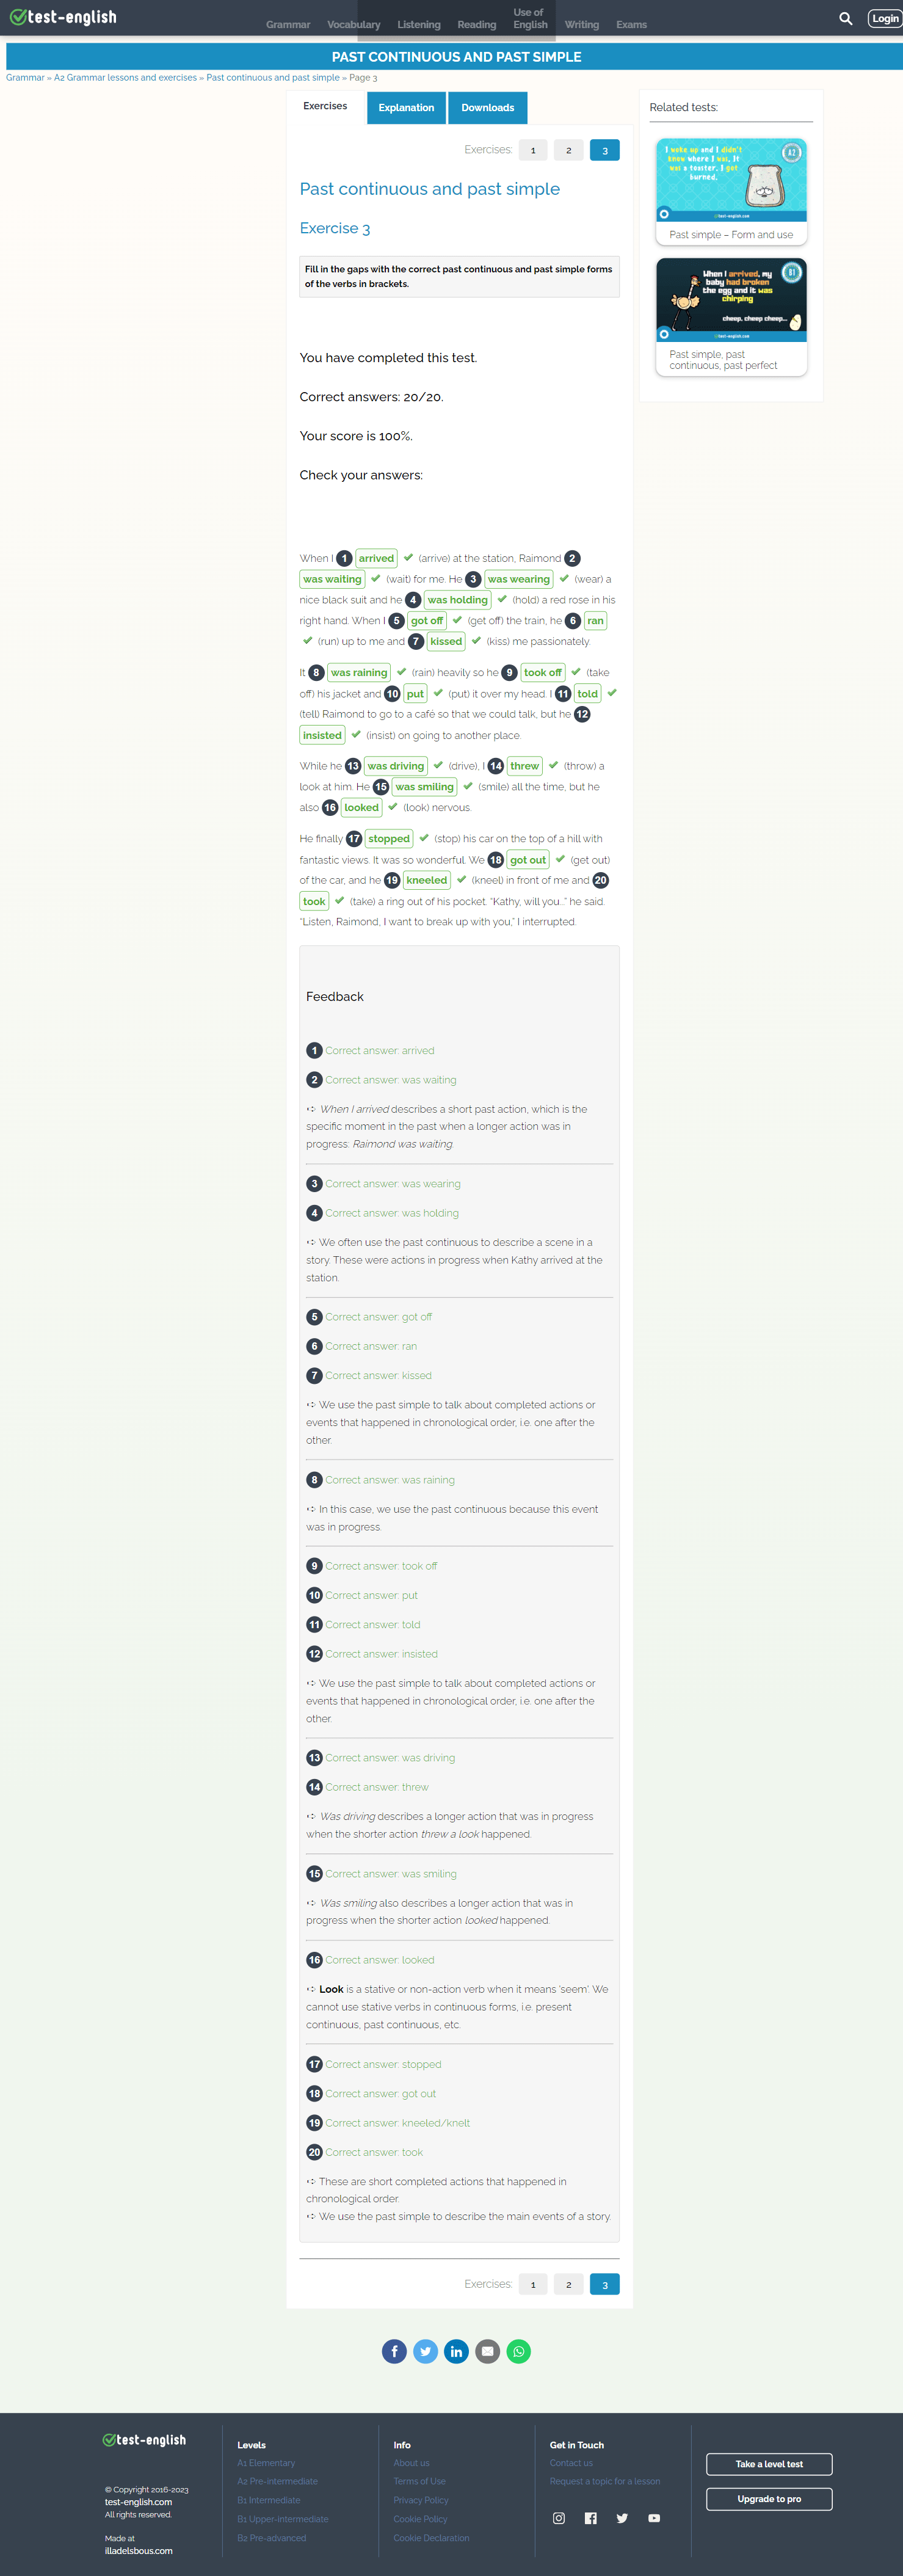 test-english
Grammar Vocabulary Listening Reading Use of English Writing Exams
Login
PAST CONTINUOUS AND PAST SIMPLE
Grammar » A2 Grammar lessons and exercises » Past continuous and past simple » Page 3
Exercises Explanation Downloads
Exercises: 1 2 3
Past continuous and past simple
Exercise 3
Fill in the gaps with the correct past continuous and past simple forms
of the verbs in brackets.
You have completed this test.
Correct answers: 20/20.
Your score is 100%.
Check your answers:
When I 1 arrived (arrive) at the station, Raimond 2
was waiting (wait) for me. He 3 was wearing (wear) a
nice black suit and he 4 was holding (hold) a red rose in his
right hand. When I 5 got off (get off) the train, he 6 ran
(run) up to me and 7 kissed (kiss) me passionately.
It 8 was raining (rain) heavily so he 9 took off (take
off) his jacket and 10 put (put) it over my head. I 11 told
(tell) Raimond to go to a café so that we could talk, but he 12
insisted (insist) on going to another place.
While he 13 was driving (drive), I 14 threw (throw) a
look at him. He 15 was smiling (smile) all the time, but he
also 16 looked (look) nervous.
He finally 17 stopped (stop) his car on the top of a hill with
fantastic views. It was so wonderful. We 18 got out (get out)
of the car, and he 19 kneeled (kneel) in front of me and 20
took (take) a ring out of his pocket. “Kathy, will you…” he said.
“Listen, Raimond, I want to break up with you,” I interrupted.
Feedback
1 Correct answer: arrived
2 Correct answer: was waiting
➪ When I arrived describes a short past action, which is the
specific moment in the past when a longer action was in
progress: Raimond was waiting.
3 Correct answer: was wearing
4 Correct answer: was holding
➪ We often use the past continuous to describe a scene in a
story. These were actions in progress when Kathy arrived at the
station.
5 Correct answer: got off
6 Correct answer: ran
7 Correct answer: kissed
➪ We use the past simple to talk about completed actions or
events that happened in chronological order, i.e. one after the
other.
8 Correct answer: was raining
➪ In this case, we use the past continuous because this event
was in progress.
9 Correct answer: took off
10 Correct answer: put
11 Correct answer: told
12 Correct answer: insisted
➪ We use the past simple to talk about completed actions or
events that happened in chronological order, i.e. one after the
other.
13 Correct answer: was driving
14 Correct answer: threw
➪ Was driving describes a longer action that was in progress
when the shorter action threw a look happened.
15 Correct answer: was smiling
➪ Was smiling also describes a longer action that was in
progress when the shorter action looked happened.
16 Correct answer: looked
➪ Look is a stative or non-action verb when it means ‘seem’. We
cannot use stative verbs in continuous forms, i.e. present
continuous, past continuous, etc.
17 Correct answer: stopped
18 Correct answer: got out
19 Correct answer: kneeled/knelt
20 Correct answer: took
➪ These are short completed actions that happened in
chronological order.
➪ We use the past simple to describe the main events of a story.
Exercises: 1 2 3
Related tests:
I woke up and I didn't
know where I was. It
was a toaster. I got
burned.
A2
test-english.com
Past simple – Form and use
When I arrived, my
baby had broken
the egg and it was
chirping
B1
cheep, cheep cheep...
test-english.com
Past simple, past
continuous, past perfect
test-english
© Copyright 2016-2023
test-english.com
All rights reserved.
Made at
illadelsbous.com
Levels
A1 Elementary
A2 Pre-intermediate
B1 Intermediate
B1 Upper-intermediate
B2 Pre-advanced
Info
About us
Terms of Use
Privacy Policy
Cookie Policy
Cookie Declaration
Get in Touch
Contact us
Request a topic for a lesson
Take a level test
Upgrade to pro